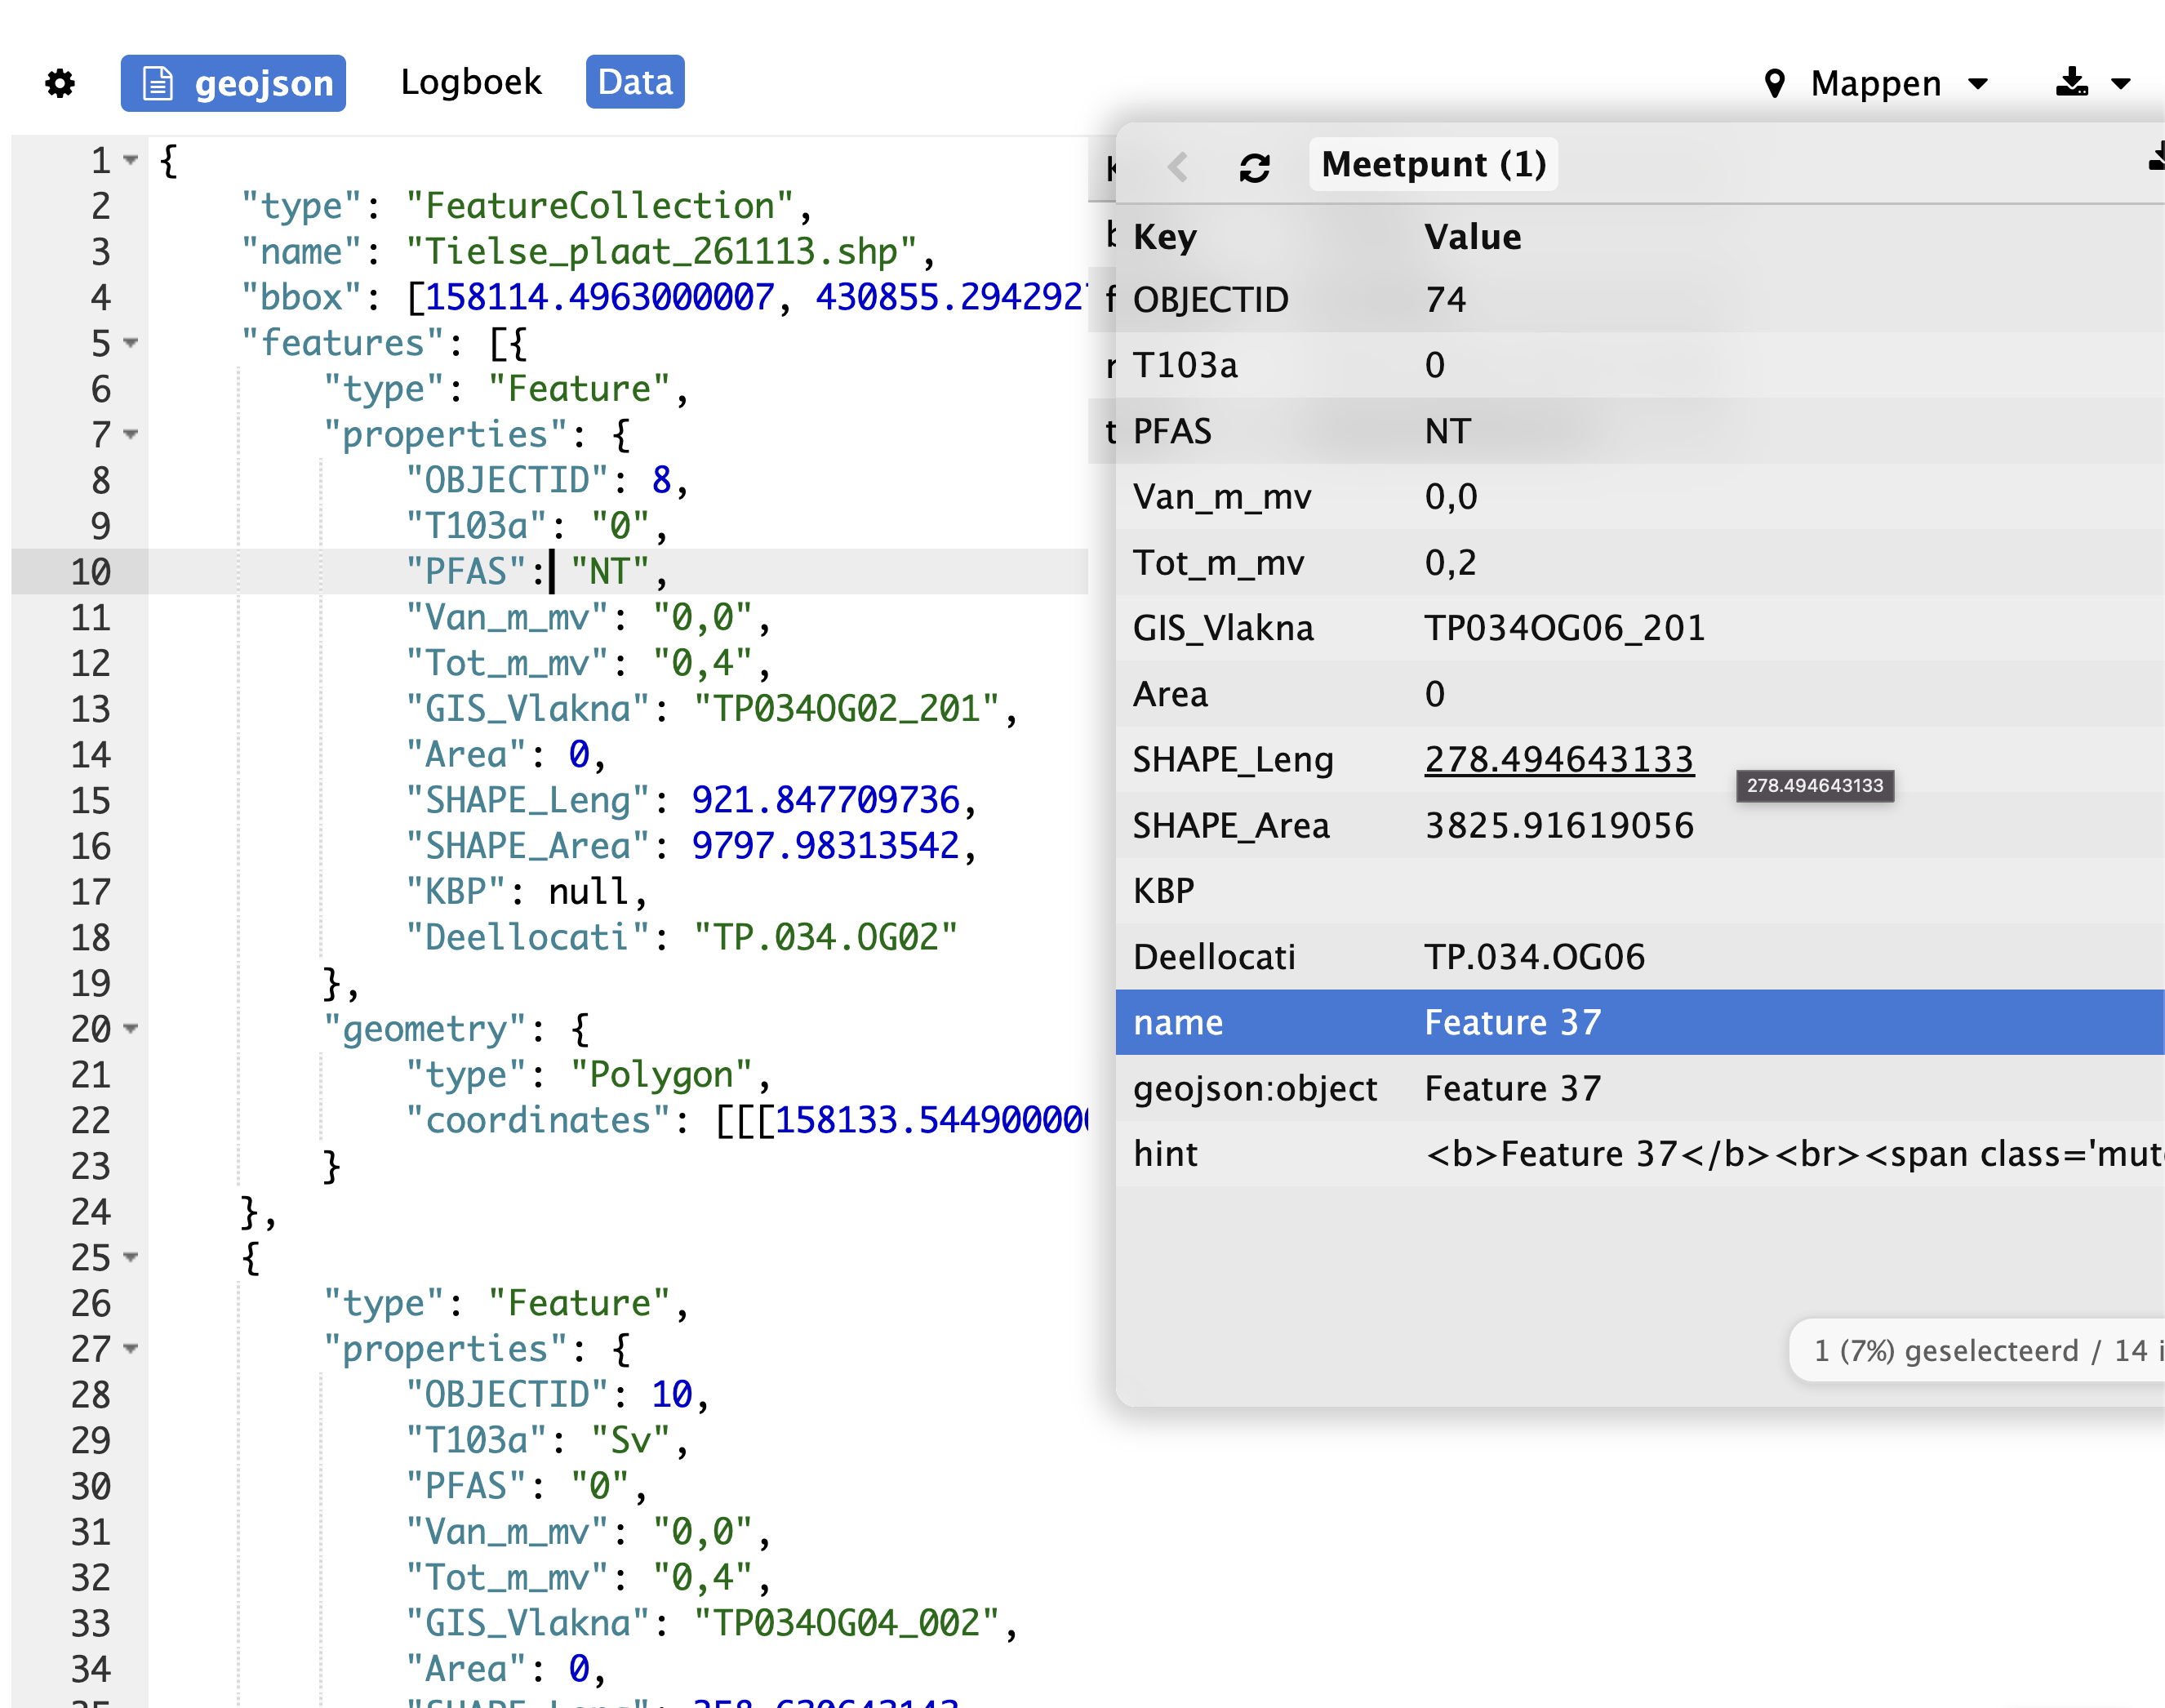 geojson
Logboek
Data
Mappen
1 {
2 "type": "FeatureCollection",
3 "name": "Tielse_plaat_261113.shp",
4 "bbox": [158114.4963000007, 430855.294292
5 "features": [{
6 "type": "Feature",
7 "properties": {
8 "OBJECTID": 8,
9 "T103a": "0",
10 "PFAS": "NT",
11 "Van_m_mv": "0,0",
12 "Tot_m_mv": "0,4",
13 "GIS_Vlakna": "TP034OG02_201",
14 "Area": 0,
15 "SHAPE_Leng": 921.847709736,
16 "SHAPE_Area": 9797.98313542,
17 "KBP": null,
18 "Deellocati": "TP.034.OG02"
19 },
20 "geometry": {
21 "type": "Polygon",
22 "coordinates": [[[158133.544900000
23 }
24 },
25 {
26 "type": "Feature",
27 "properties": {
28 "OBJECTID": 10,
29 "T103a": "Sv",
30 "PFAS": "0",
31 "Van_m_mv": "0,0",
32 "Tot_m_mv": "0,4",
33 "GIS_Vlakna": "TP034OG04_002",
34 "Area": 0,
Meetpunt (1)
Key Value
OBJECTID 74
T103a 0
PFAS NT
Van_m_mv 0,0
Tot_m_mv 0,2
GIS_Vlakna TP034OG06_201
Area 0
SHAPE_Leng 278.494643133
278.494643133
SHAPE_Area 3825.91619056
KBP
Deellocati TP.034.OG06
name Feature 37
geojson:object Feature 37
hint <b>Feature 37</b><br><span class='mut
1 (7%) geselecteerd / 14 i